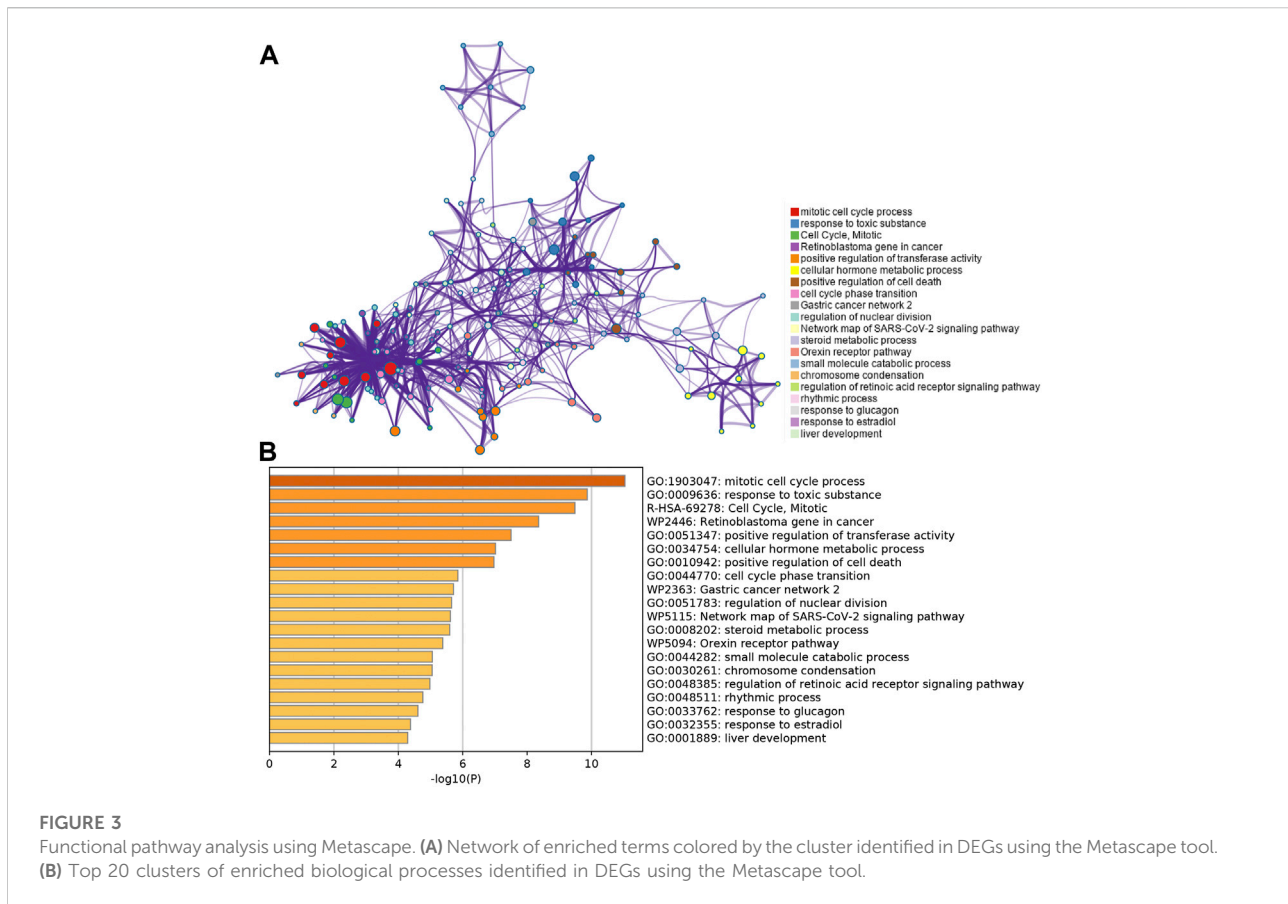 A
mitotic cell cycle process
response to toxic substance
Cell Cycle, Mitotic
Retinoblastoma gene in cancer
positive regulation of transferase activity
cellular hormone metabolic process
positive regulation of cell death
cell cycle phase transition
Gastric cancer network 2
regulation of nuclear division
Network map of SARS-CoV-2 signaling pathway
steroid metabolic process
Orexin receptor pathway
small molecule catabolic process
chromosome condensation
regulation of retinoic acid receptor signaling pathway
rhythmic process
response to glucagon
response to estradiol
liver development
B
GO:1903047: mitotic cell cycle process
GO:0009636: response to toxic substance
R-HSA-69278: Cell Cycle, Mitotic
WP2446: Retinoblastoma gene in cancer
GO:0051347: positive regulation of transferase activity
GO:0034754: cellular hormone metabolic process
GO:0010942: positive regulation of cell death
GO:0044770: cell cycle phase transition
WP2363: Gastric cancer network 2
GO:0051783: regulation of nuclear division
WP5115: Network map of SARS-CoV-2 signaling pathway
GO:0008202: steroid metabolic process
WP5094: Orexin receptor pathway
GO:0044282: small molecule catabolic process
GO:0030261: chromosome condensation
GO:0048385: regulation of retinoic acid receptor signaling pathway
GO:0048511: rhythmic process
GO:0033762: response to glucagon
GO:0032355: response to estradiol
GO:0001889: liver development
0 2 4 6 8 10
-log10(P)
FIGURE 3
Functional pathway analysis using Metascape. (A) Network of enriched terms colored by the cluster identified in DEGs using the Metascape tool.
(B) Top 20 clusters of enriched biological processes identified in DEGs using the Metascape tool.